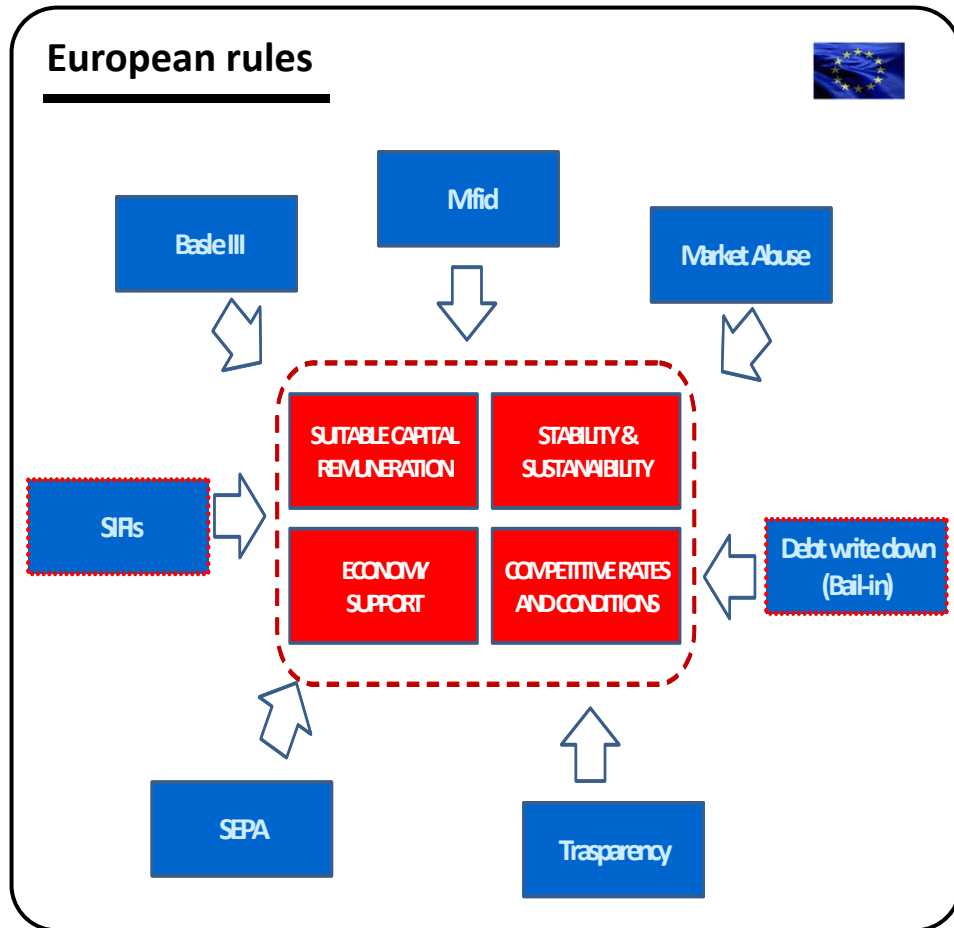 European rules
Mfid
Basle III
Market Abuse
SUITABLE CAPITAL
REMUNERATION
STABILITY &
SUSTANAIBILITY
SIFIs
Debt write down
(Bail-in)
ECONOMY
SUPPORT
COMPETITIVE RATES
AND CONDITIONS
SEPA
Trasparency